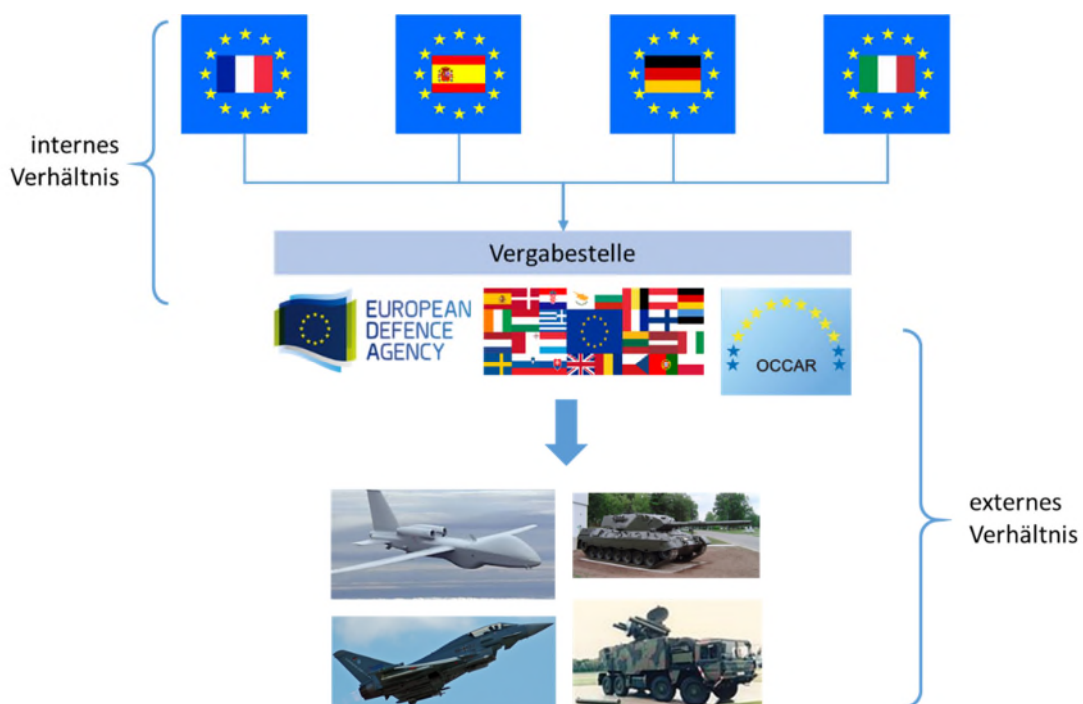 internes
Verhältnis
Vergabestelle
EUROPEAN
DEFENCE
AGENCY
OCCAR
externes
Verhältnis